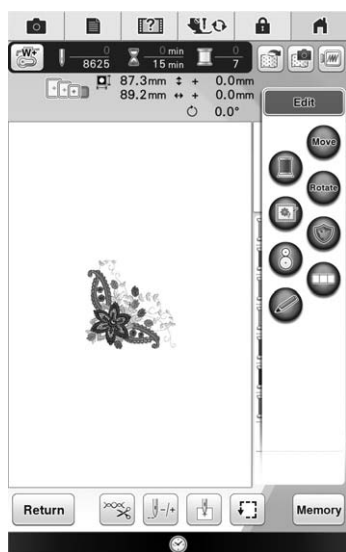 W+
0
8625
0 min
15 min
0
7
87.3mm + 0.0mm
89.2mm + 0.0mm
0.0°
Edit
Move
Rotate
Return
-/+
Memory